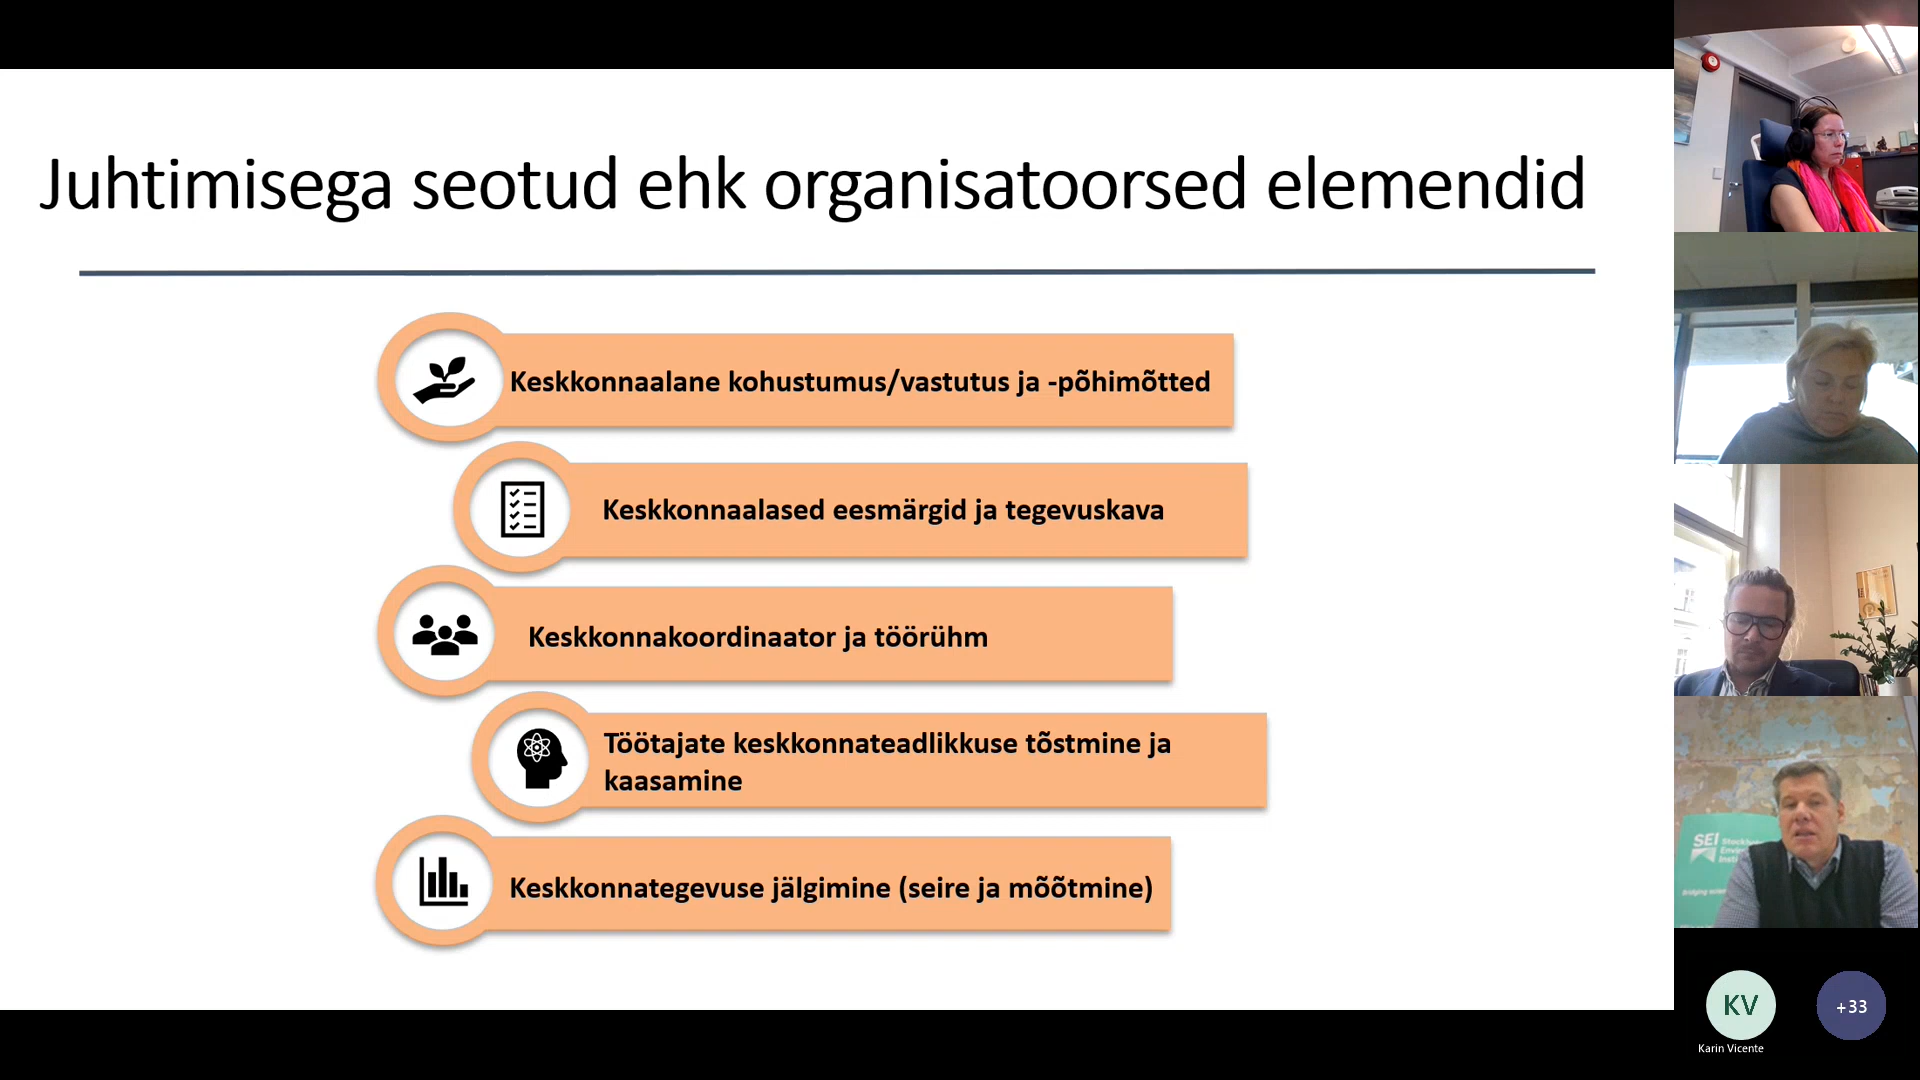 Juhtimisega seotud ehk organisatoorsed elemendid
Keskkonnaalane kohustumus/vastutus ja -põhimõtted
Keskkonnaalased eesmärgid ja tegevuskava
Keskkonnakoordinaator ja töörühm
Töötajate keskkonnateadlikkuse tõstmine ja
kaasamine
Keskkonnategevuse jälgimine (seire ja mõõtmine)
SEI
KV
+33
Karin Vicente